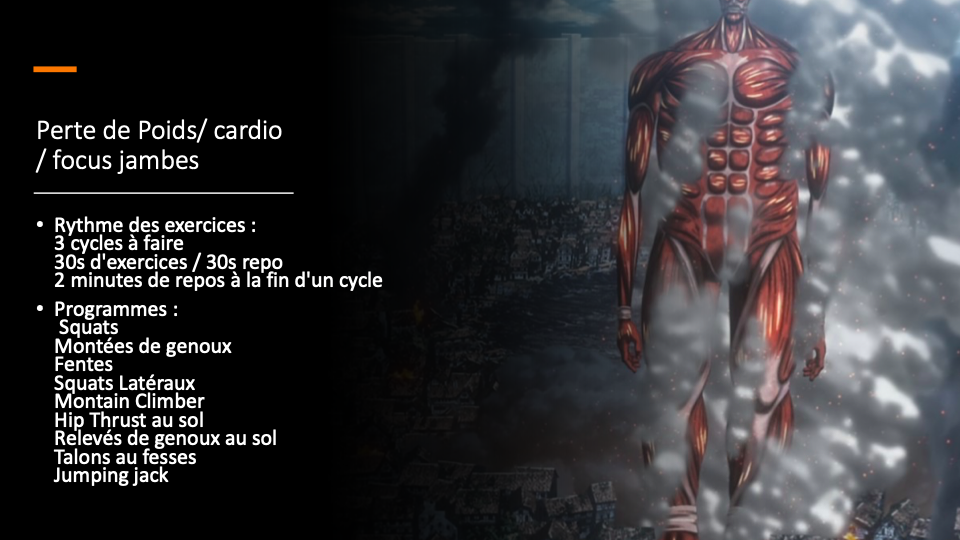 Perte de Poids/ cardio
/ focus jambes
• Rythme des exercices :
3 cycles à faire
30s d'exercices / 30s repo
2 minutes de repos à la fin d'un cycle
• Programmes :
Squats
Montées de genoux
Fentes
Squats Latéraux
Montain Climber
Hip Thrust au sol
Relevés de genoux au sol
Talons au fesses
Jumping jack